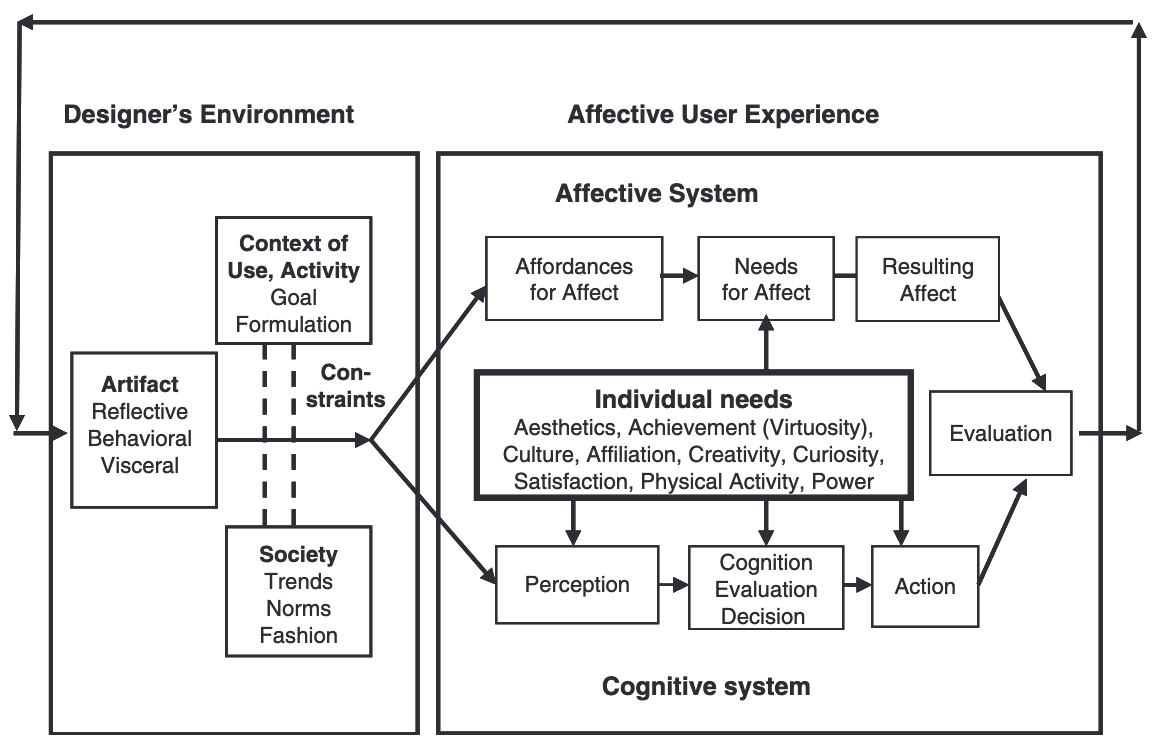 Designer's Environment
Affective User Experience
Affective System
Context of
Use, Activity
Goal
Formulation
Affordances
for Affect
Needs
for Affect
Resulting
Affect
Artifact
Reflective
Behavioral
Visceral
Con-
straints
Individual needs
Aesthetics, Achievement (Virtuosity),
Culture, Affiliation, Creativity, Curiosity,
Satisfaction, Physical Activity, Power
Evaluation
Society
Trends
Norms
Fashion
Perception
Cognition
Evaluation
Decision
Action
Cognitive system